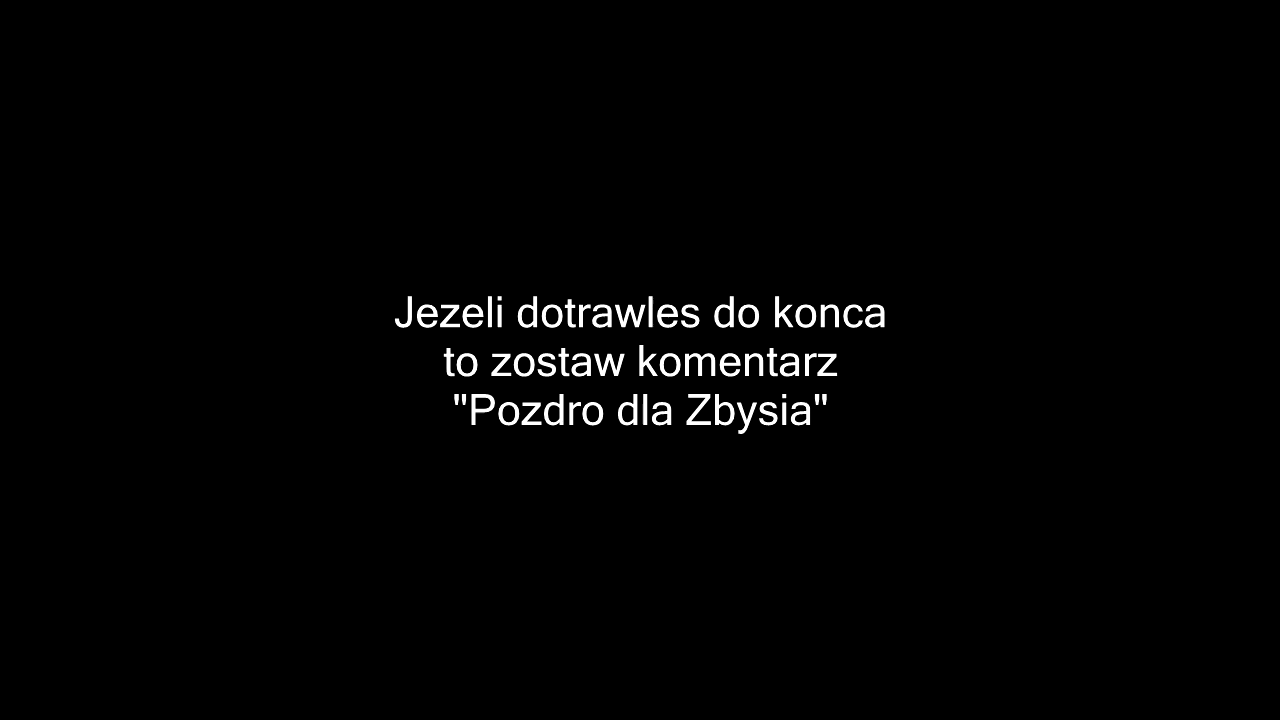 Jezeli dotrawles do konca
to zostaw komentarz
"Pozdro dla Zbysia"